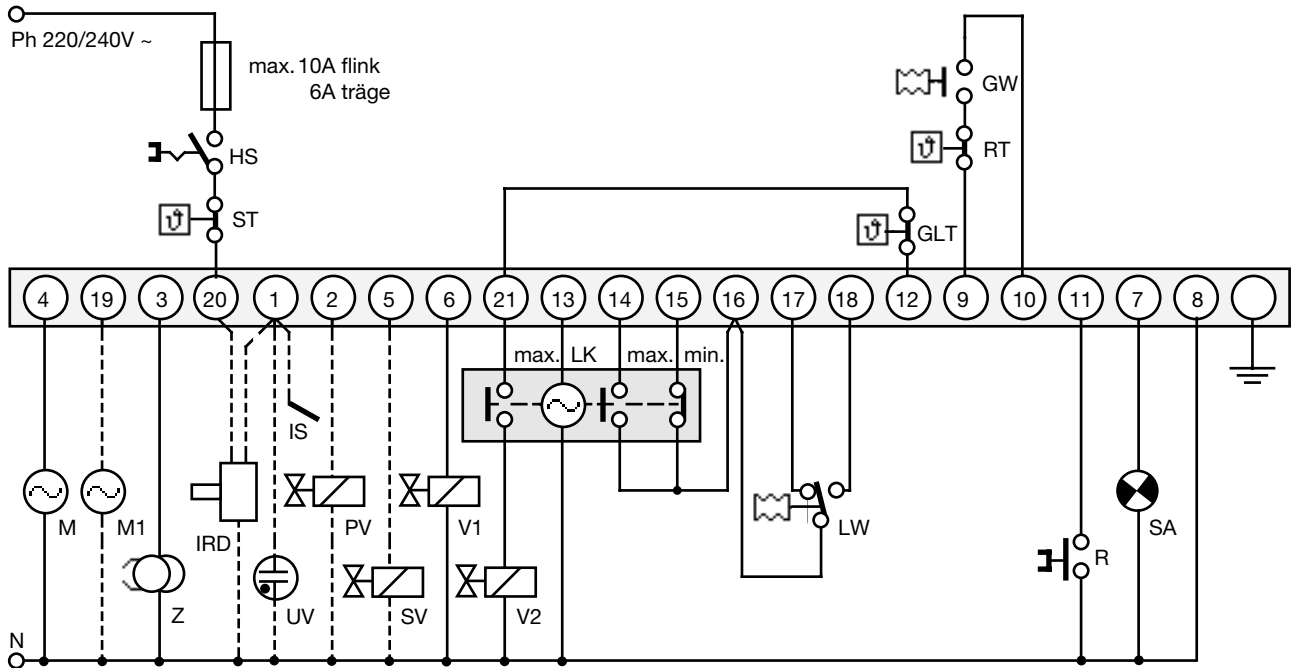 Ph 220/240V ~
max. 10A flink
6A träge
HS
ST
GW
RT
GLT
4 19 3 20 1 2 5 6 21 13 14 15 16 17 18 12 9 10 11 7 8
max. LK max. min.
IS
M M1 IRD PV V1 LW SA
Z UV SV V2 R
N